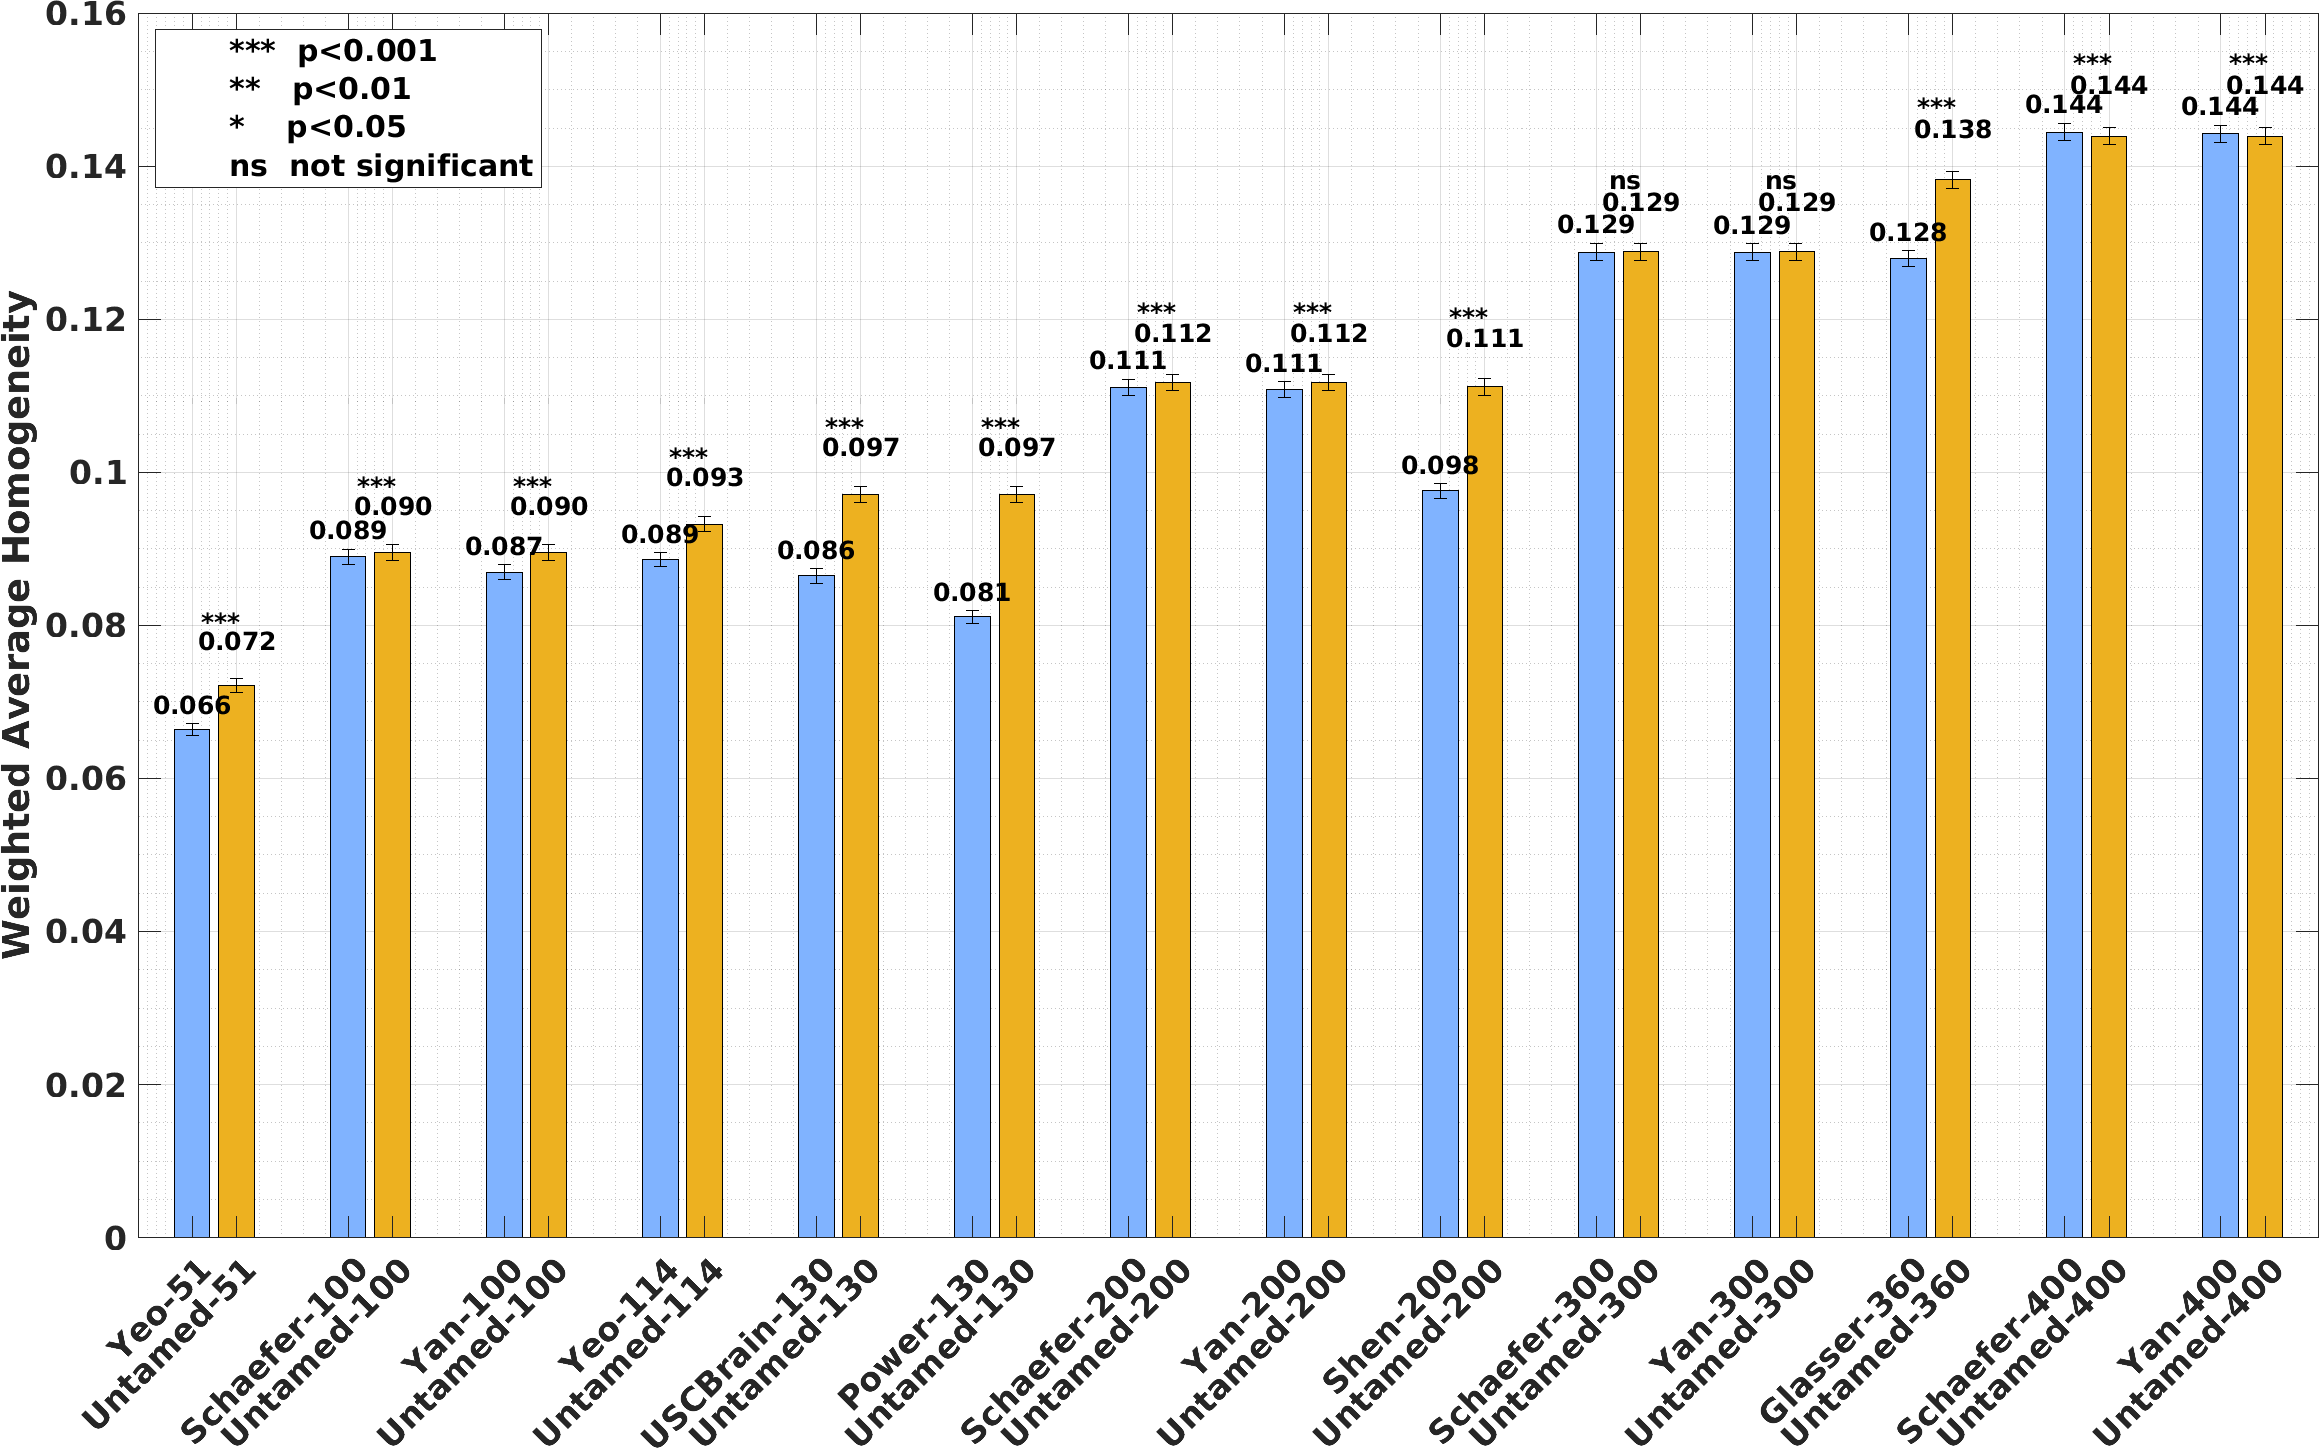 *** p<0.001
** p<0.01
* p<0.05
ns not significant
Weighted Average Homogeneity
0.16
0.14
0.12
0.1
0.08
0.06
0.04
0.02
0
0.066
***
0.072
0.089
***
0.090
0.087
***
0.090
0.089
***
0.093
0.086
***
0.097
0.081
***
0.097
0.111
***
0.112
0.111
***
0.112
0.098
***
0.111
0.129
ns
0.129
0.129
ns
0.129
0.128
***
0.138
0.144
***
0.144
0.144
***
0.144
Yeo-51
Untamed-51
Schaefer-100
Untamed-100
Yan-100
Untamed-100
Yeo-114
Untamed-114
USCBrain-130
Untamed-130
Power-130
Untamed-130
Schaefer-200
Untamed-200
Yan-200
Untamed-200
Shen-200
Untamed-200
Schaefer-300
Untamed-300
Yan-300
Untamed-300
Glasser-360
Untamed-360
Schaefer-400
Untamed-400
Yan-400
Untamed-400